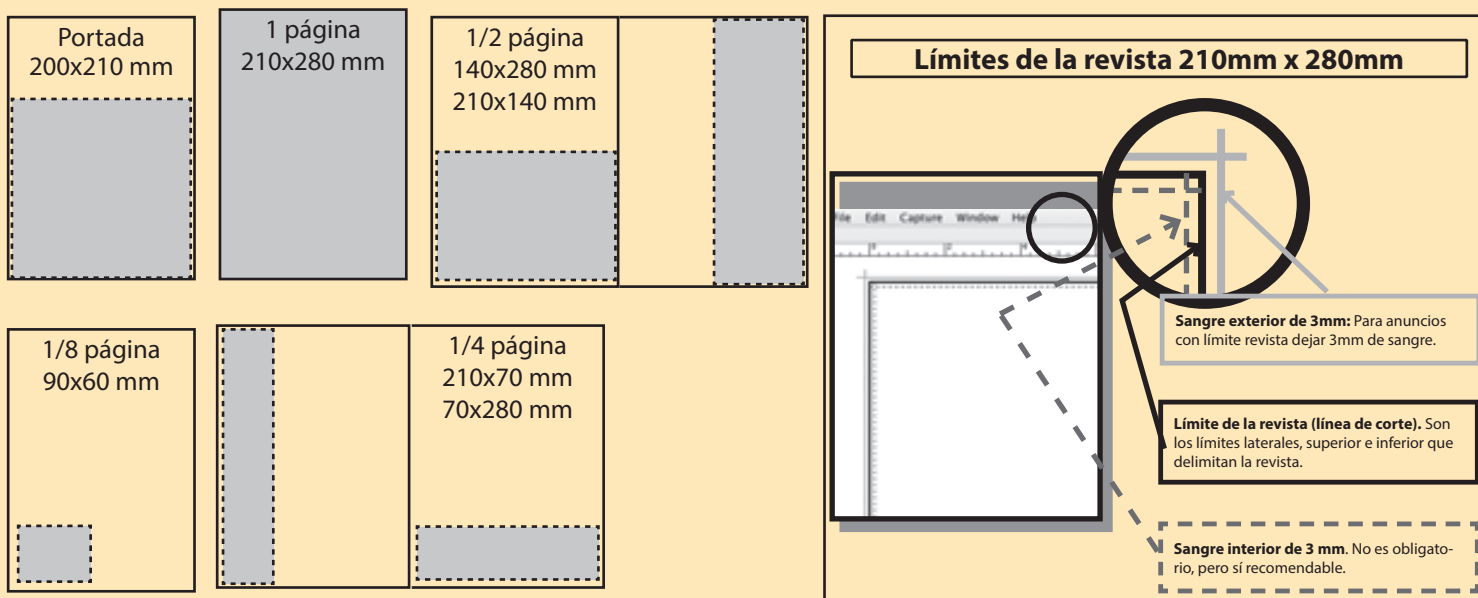 Portada
200x210 mm
1 página
210x280 mm
1/2 página
140x280 mm
210x140 mm
1/8 página
90x60 mm
1/4 página
210x70 mm
70x280 mm
Límites de la revista 210mm x 280mm
File Edit Capture Window Help
Sangre exterior de 3mm: Para anuncios
con límite revista dejar 3mm de sangre.
Límite de la revista (línea de corte). Son
los límites laterales, superior e inferior que
delimitan la revista.
Sangre interior de 3 mm. No es obligato-
rio, pero sí recomendable.